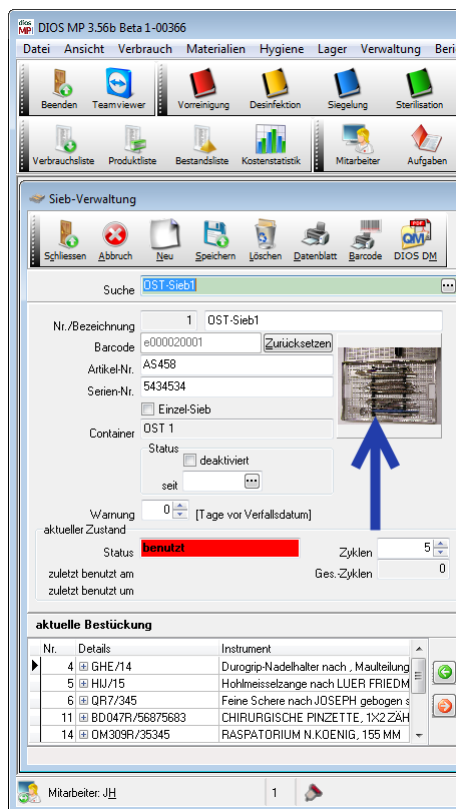 dios MP DIOS MP 3.56b Beta 1-00366
Datei Ansicht Verbrauch Materialien Hygiene Lager Verwaltung Beri
Beenden Teamviewer Vorreinigung Desinfektion Siegelung Sterilisation
Verbrauchsliste Produktliste Bestandsliste Kostenstatistik Mitarbeiter Aufgaben
Sieb-Verwaltung
PDF QM
Schliessen Abbruch Neu Speichern Löschen Datenblatt Barcode DIOS DM
Suche OST-Sieb1
Nr./Bezeichnung 1 OST-Sieb1
Barcode e000020001 Zurücksetzen
Artikel-Nr. AS458
Serien-Nr. 5434534
Einzel-Sieb
Container OST 1
Status
deaktiviert
seit
Warnung 0 [Tage vor Verfallsdatum]
aktueller Zustand
Status benutzt Zyklen 5
zuletzt benutzt am Ges.-Zyklen 0
zuletzt benutzt um
aktuelle Bestückung
Nr. Details Instrument
4 GHE/14 Durogrip-Nadelhalter nach , Maulteilung
5 HIJ/15 Hohlmeisselzange nach LUER FRIEDM
6 QR7/345 Feine Schere nach JOSEPH gebogen s
11 BD047R/56875683 CHIRURGISCHE PINZETTE, 1X2 ZÄH
14 OM309R/35345 RASPATORIUM N.KOENIG, 155 MM
Mitarbeiter: JH 1